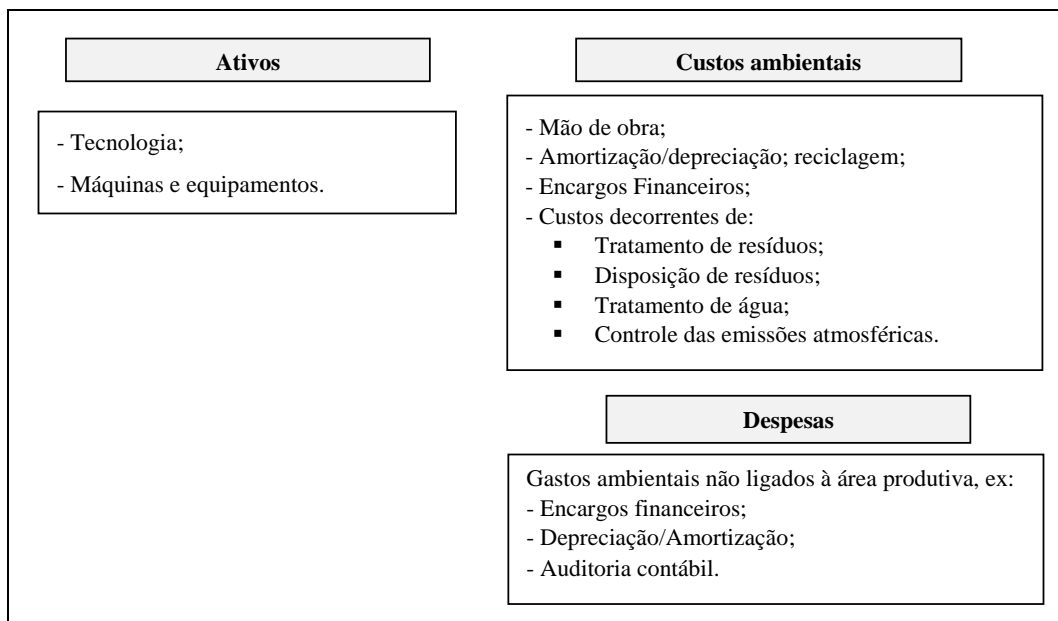 Ativos
- Tecnologia;
- Máquinas e equipamentos.
Custos ambientais
- Mão de obra;
- Amortização/depreciação; reciclagem;
- Encargos Financeiros;
- Custos decorrentes de:
▪ Tratamento de resíduos;
▪ Disposição de resíduos;
▪ Tratamento de água;
▪ Controle das emissões atmosféricas.
Despesas
Gastos ambientais não ligados à área produtiva, ex:
- Encargos financeiros;
- Depreciação/Amortização;
- Auditoria contábil.